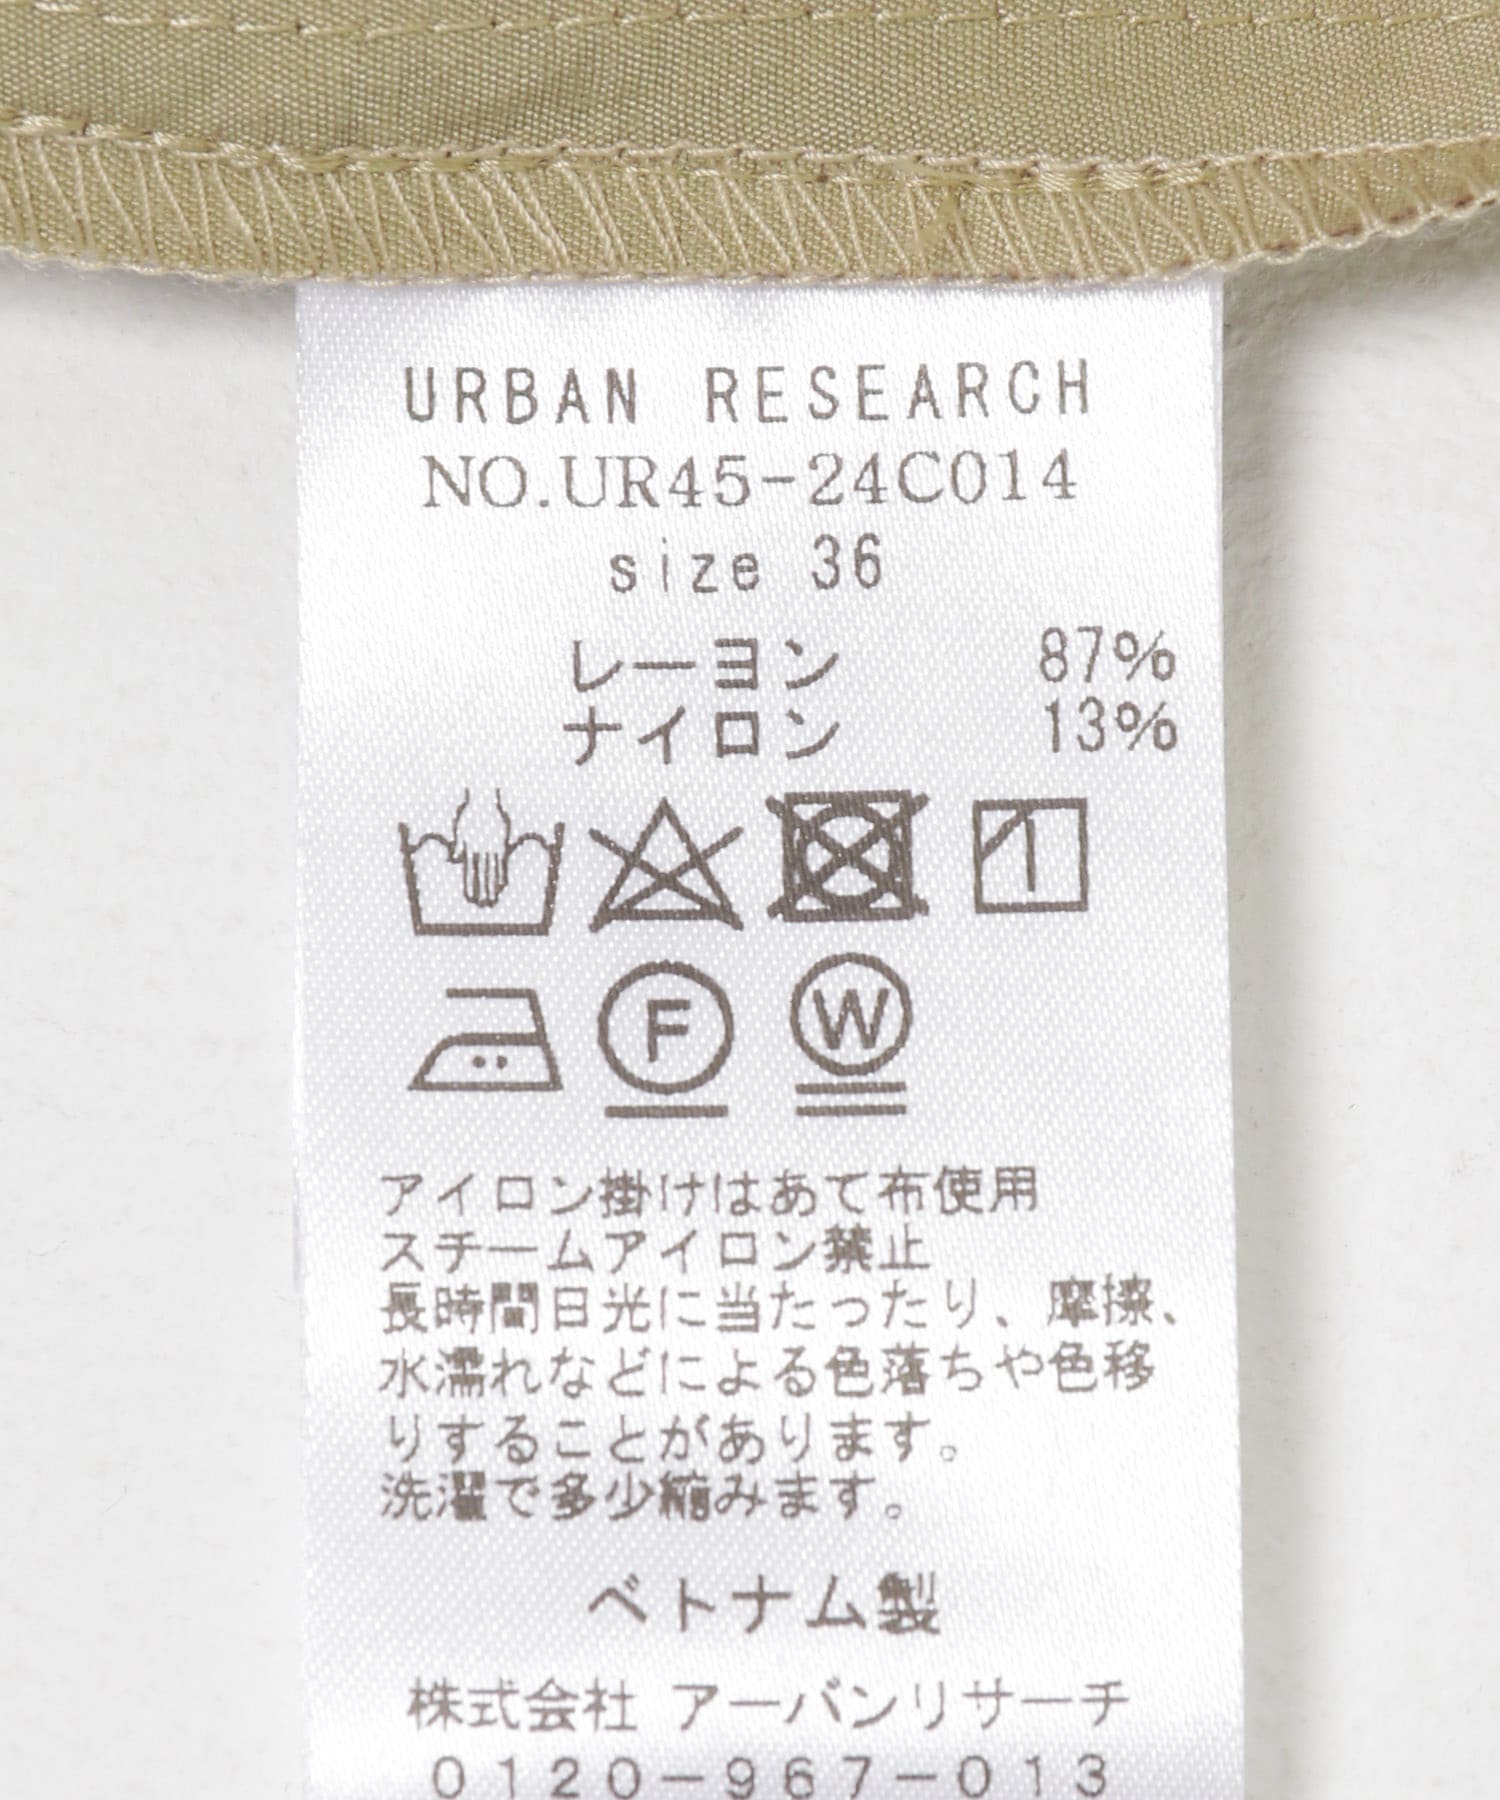 URBAN RESEARCH
NO.UR45-24C014
size 36
レーヨン 87%
ナイロン 13%
F W
アイロン掛けはあて布使用
スチームアイロン禁止
長時間日光に当たったり、摩擦、
水濡れなどによる色落ちや色移
りすることがあります。
洗濯で多少縮みます。
ベトナム製
株式会社 アーバンリサーチ
0120-967-013